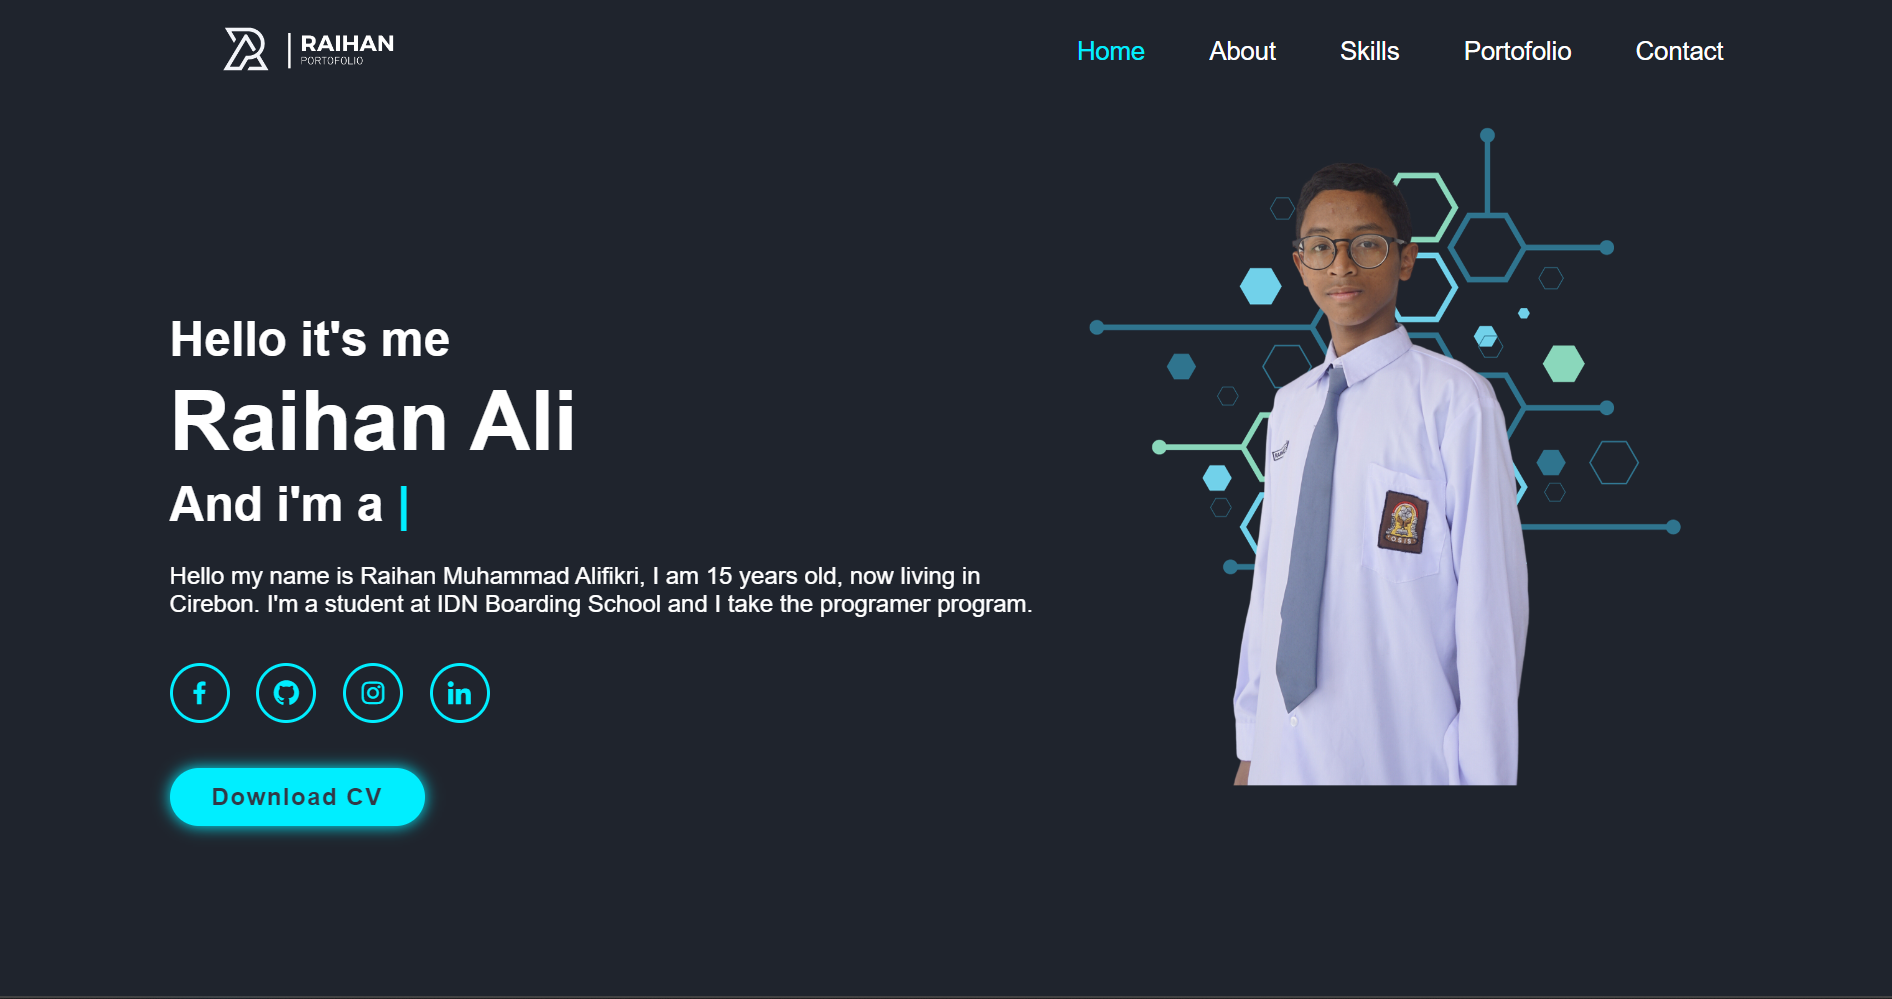 RAIHAN
PORTOFOLIO
Home About Skills Portofolio Contact
Hello it's me
Raihan Ali
And i'm a |
Hello my name is Raihan Muhammad Alifikri, I am 15 years old, now living in
Cirebon. I'm a student at IDN Boarding School and I take the programer program.
Download CV
O.S.I.S